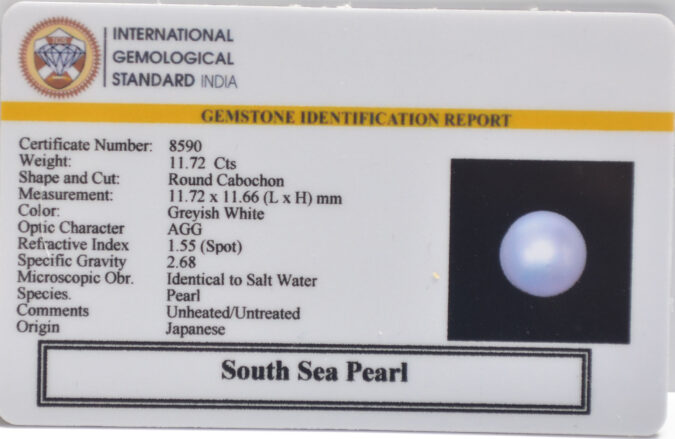 INTERNATIONAL
GEMOLOGICAL
STANDARD INDIA
GEMSTONE IDENTIFICATION REPORT
Certificate Number: 8590
Weight: 11.72 Cts
Shape and Cut: Round Cabochon
Measurement: 11.72 x 11.66 (L x H) mm
Color: Greyish White
Optic Character AGG
Refractive Index 1.55 (Spot)
Specific Gravity 2.68
Microscopic Obr. Identical to Salt Water
Species. Pearl
Comments Unheated/Untreated
Origin Japanese
South Sea Pearl